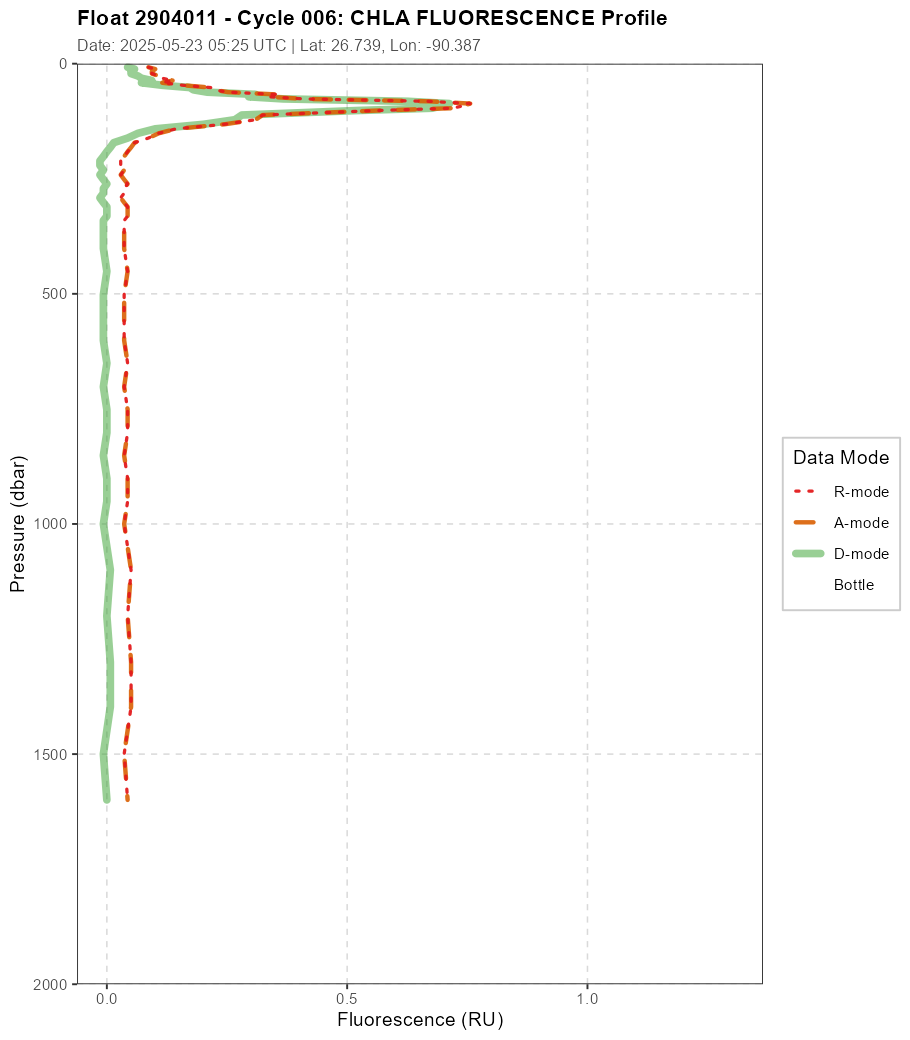 Float 2904011 - Cycle 006: CHLA FLUORESCENCE Profile
Date: 2025-05-23 05:25 UTC | Lat: 26.739, Lon: -90.387
0
500
1000
1500
2000
Pressure (dbar)
0.0 0.5 1.0
Fluorescence (RU)
Data Mode
R-mode
A-mode
D-mode
Bottle